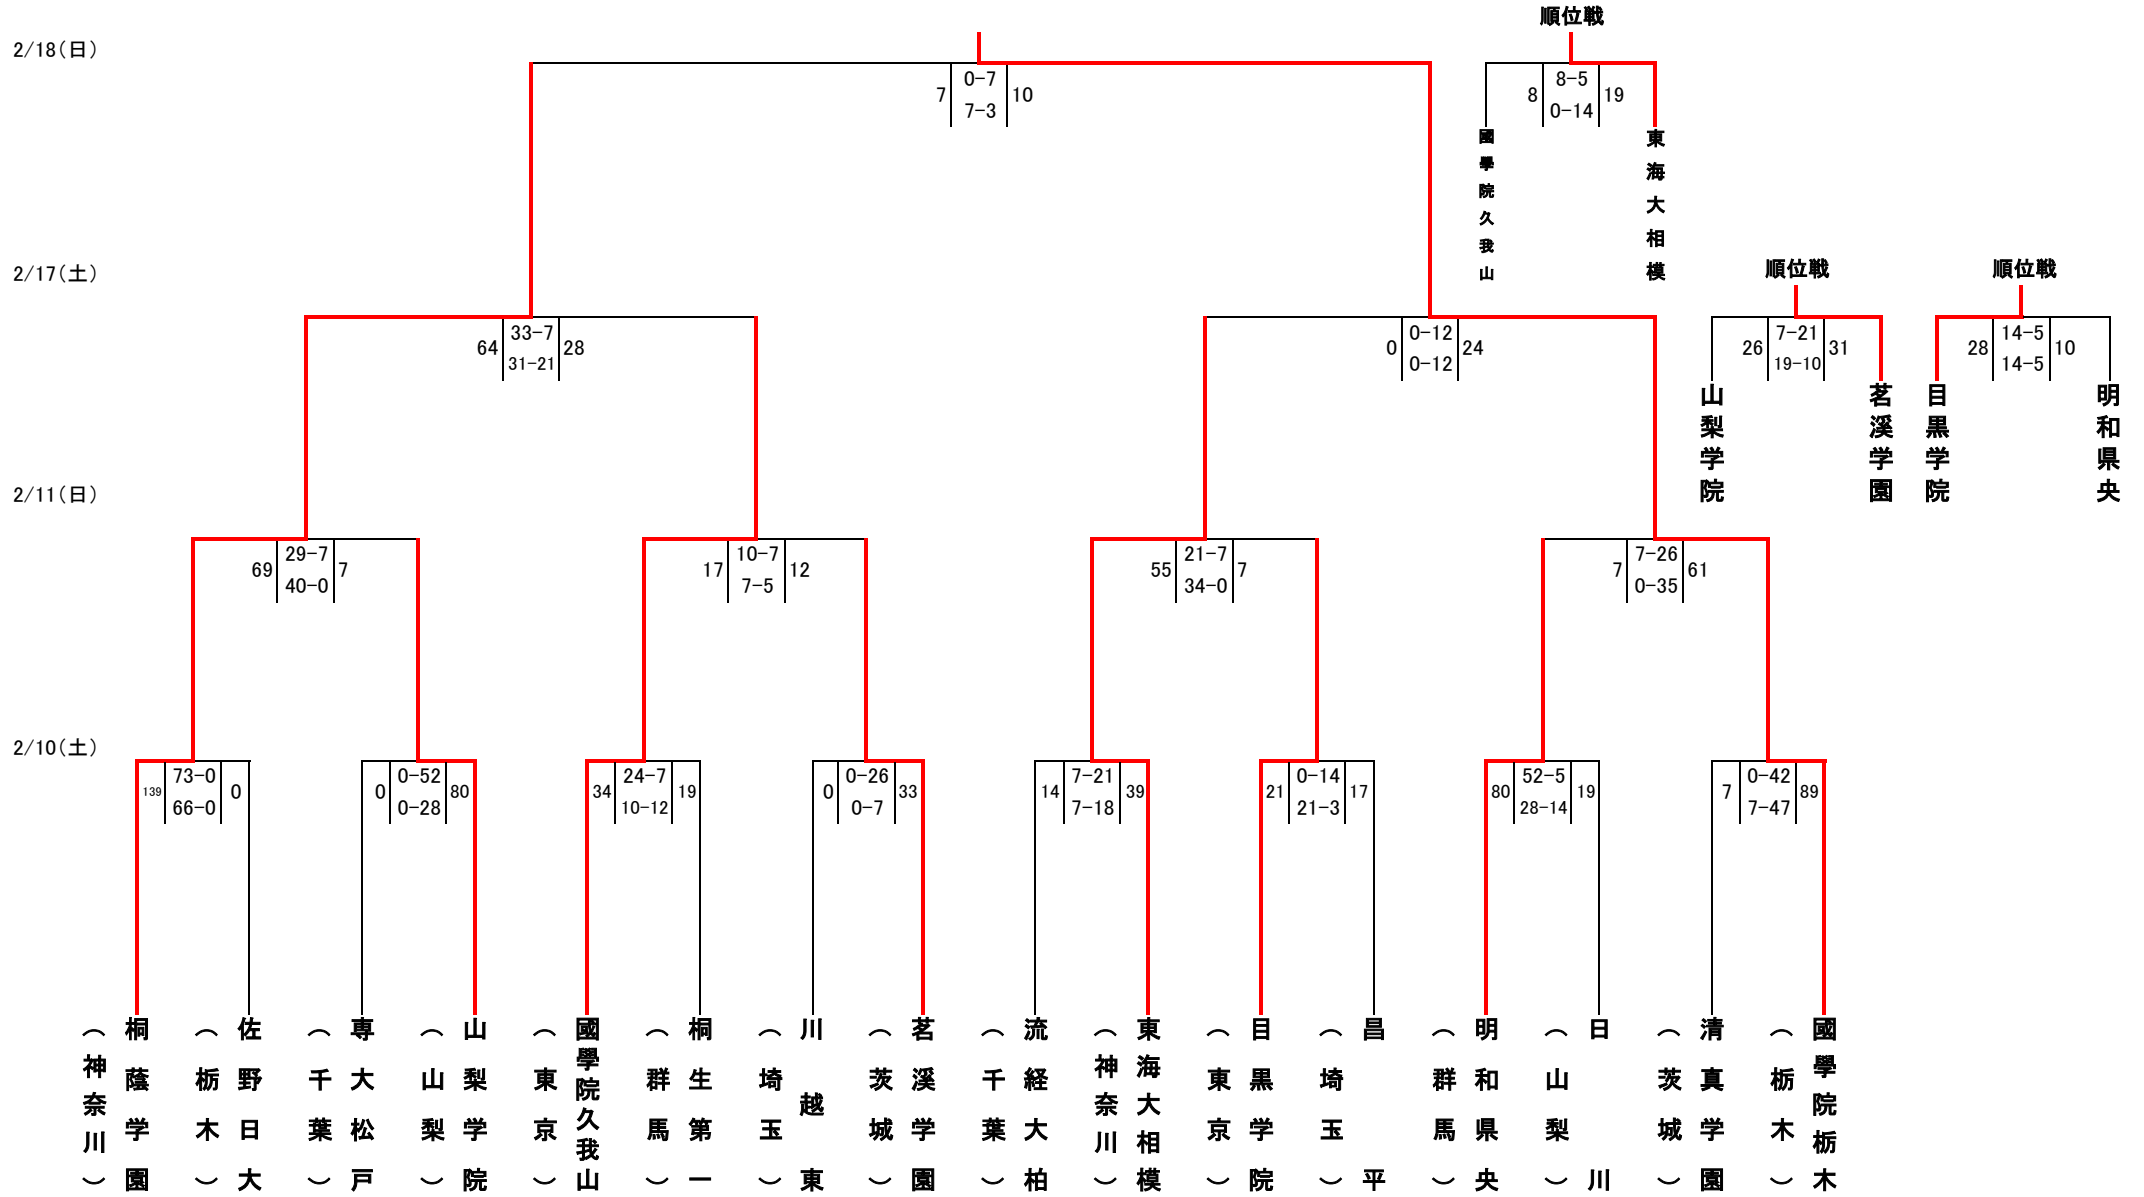 順位戦
2/18(日)
7
0-7
7-3
10
8
8-5
0-14
19
國學院久我山
東海大相模
2/17(土)
順位戦
順位戦
64
33-7
31-21
28
0
0-12
0-12
24
26
7-21
19-10
31
28
14-5
14-5
10
山梨学院
茗溪学園
目黒学院
明和県央
2/11(日)
69
29-7
40-0
7
17
10-7
7-5
12
55
21-7
34-0
7
7
7-26
0-35
61
2/10(土)
139
73-0
66-0
0
0
0-52
0-28
80
34
24-7
10-12
19
0
0-26
0-7
33
14
7-21
7-18
39
21
0-14
21-3
17
80
52-5
28-14
19
7
0-42
7-47
89
桐蔭学園
(神奈川)
佐野日大
(栃木)
専大松戸
(千葉)
山梨学院
(山梨)
國學院久我山
(東京)
桐生第一
(群馬)
川越東
(埼玉)
茗溪学園
(茨城)
流経大柏
(千葉)
東海大相模
(神奈川)
目黒学院
(東京)
昌平
(埼玉)
明和県央
(群馬)
日川
(山梨)
清真学園
(茨城)
國學院栃木
(栃木)